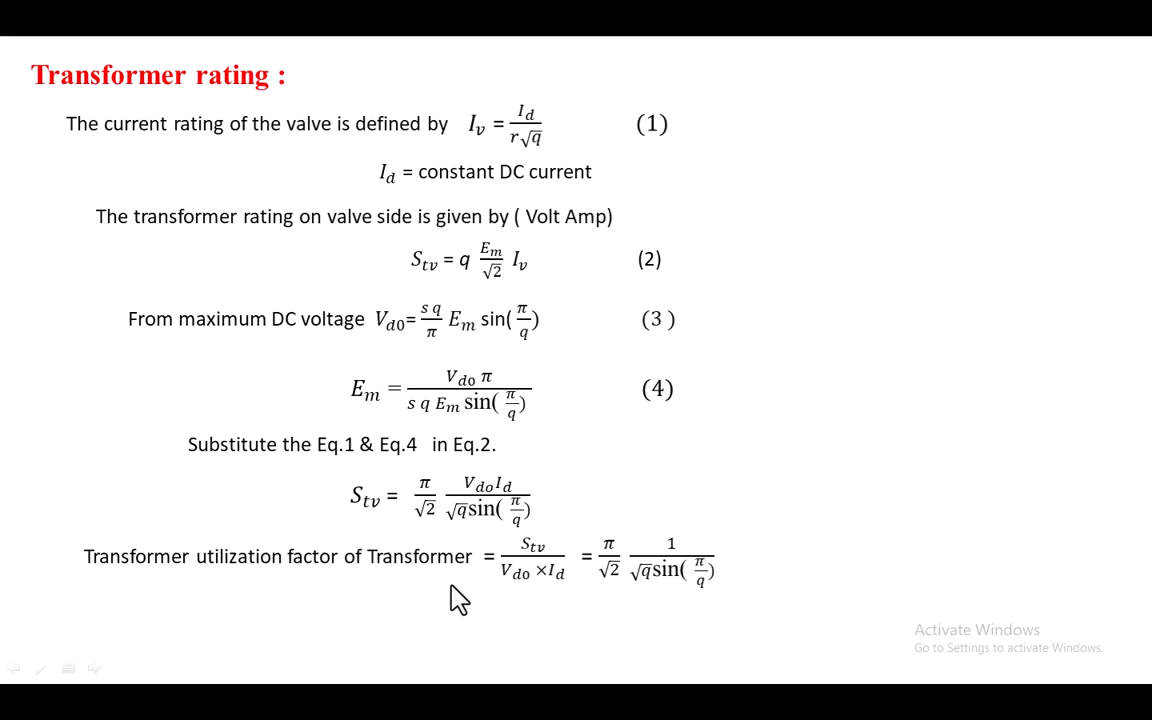 Transformer rating :
The current rating of the valve is defined by I_v = I_d / (r√q) (1)
I_d = constant DC current
The transformer rating on valve side is given by ( Volt Amp)
S_tv = q (E_m / √2) I_v (2)
From maximum DC voltage V_d0 = (s q / π) E_m sin(π/q) (3 )
E_m = V_do π / (s q E_m sin( π/q)) (4)
Substitute the Eq.1 & Eq.4 in Eq.2.
S_tv = (π / √2) (V_do I_d / (√q sin( π/q)))
Transformer utilization factor of Transformer = S_tv / (V_do ×I_d) = (π / √2) (1 / (√q sin( π/q)))
Activate Windows
Go to Settings to activate Windows.